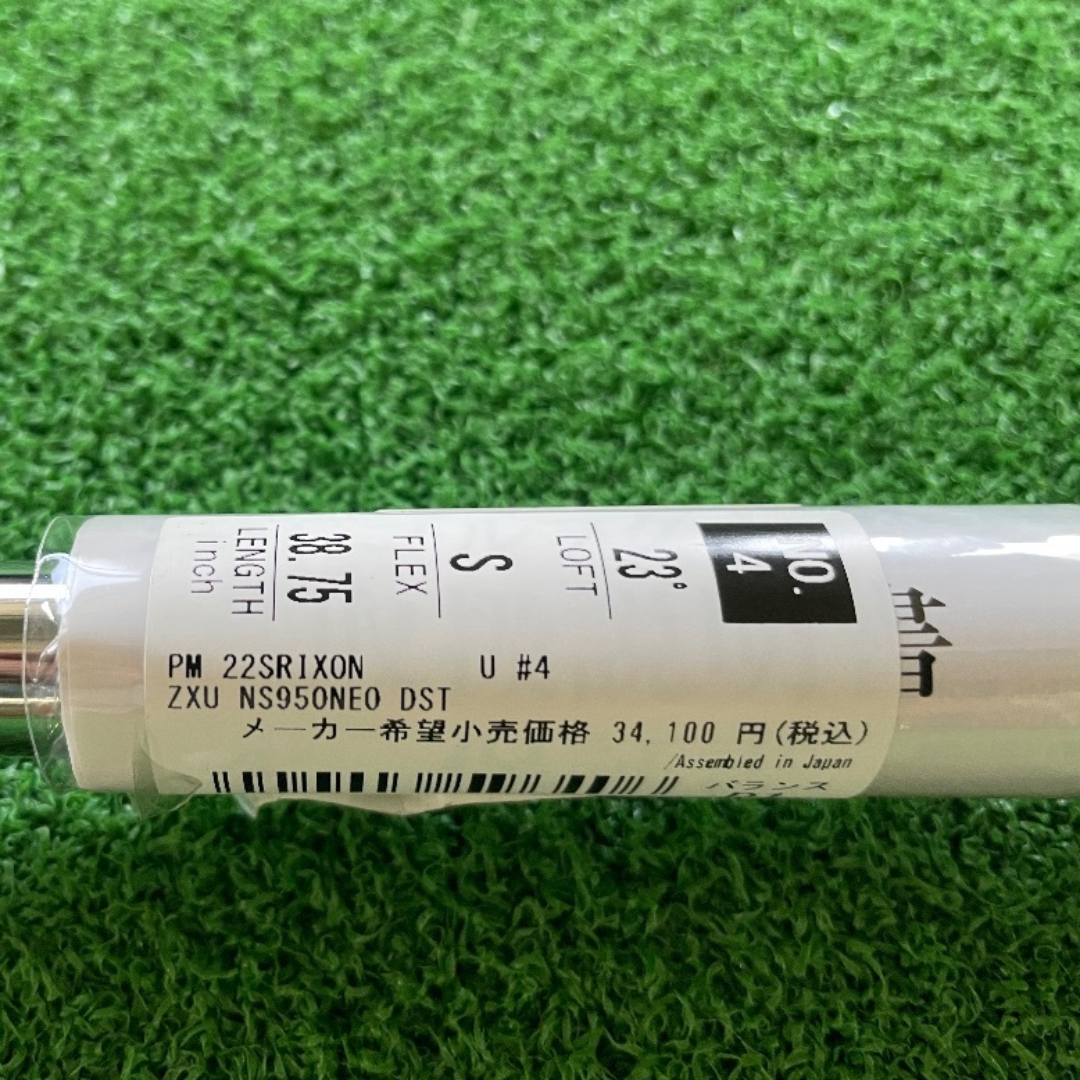 NO.
4
23°
LOFT
S
FLEX
38.75
LENGTH
inch
PM 22SRIXON U #4
ZXU NS950NEO DST
メーカー希望小売価格 34,100 円(税込)
/Assembled in Japan
バランス